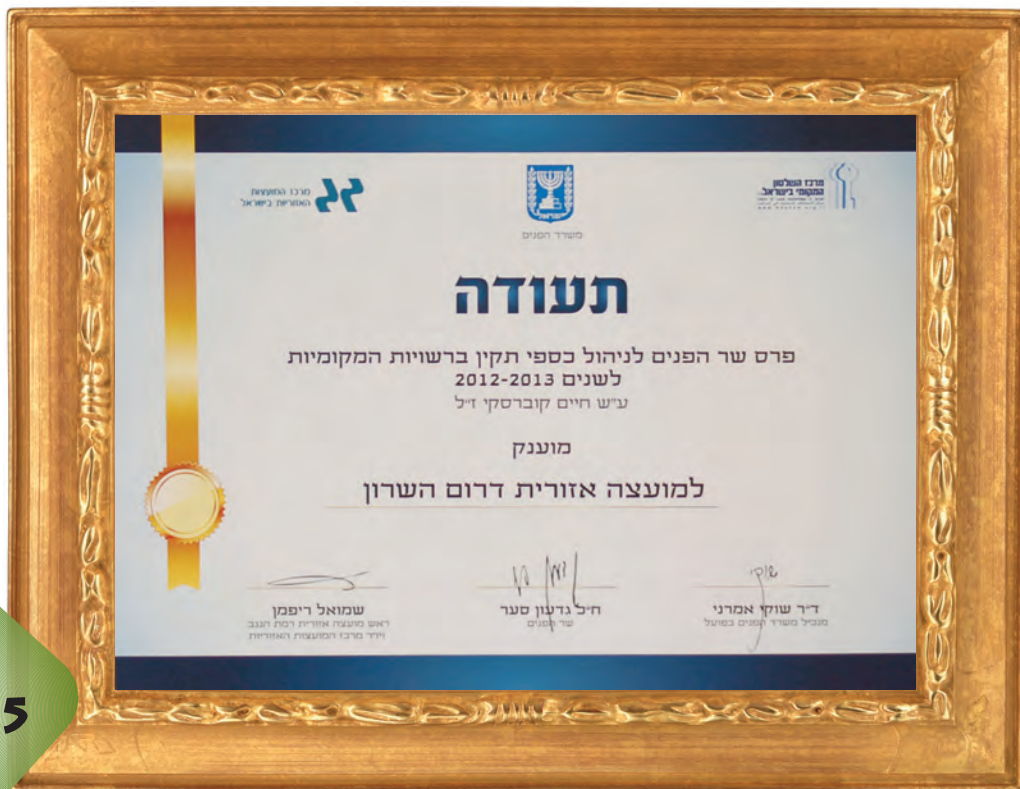 מרכז השלטון
המקומי בישראל
משרד הפנים
מרכז המועצות
האזוריות בישראל
תעודה
פרס שר הפנים לניהול כספי תקין ברשויות המקומיות
לשנים 2012-2013
ע״ש חיים קוברסקי ז״ל
מוענק
למועצה אזורית דרום השרון
שוקי
ד״ר שוקי אמרני
מנכ״ל משרד הפנים בפועל
ח״כ גדעון סער
שר הפנים
שמואל ריפמן
ראש מועצה אזורית רמת הנגב
ויו״ר מרכז המועצות האזוריות
5